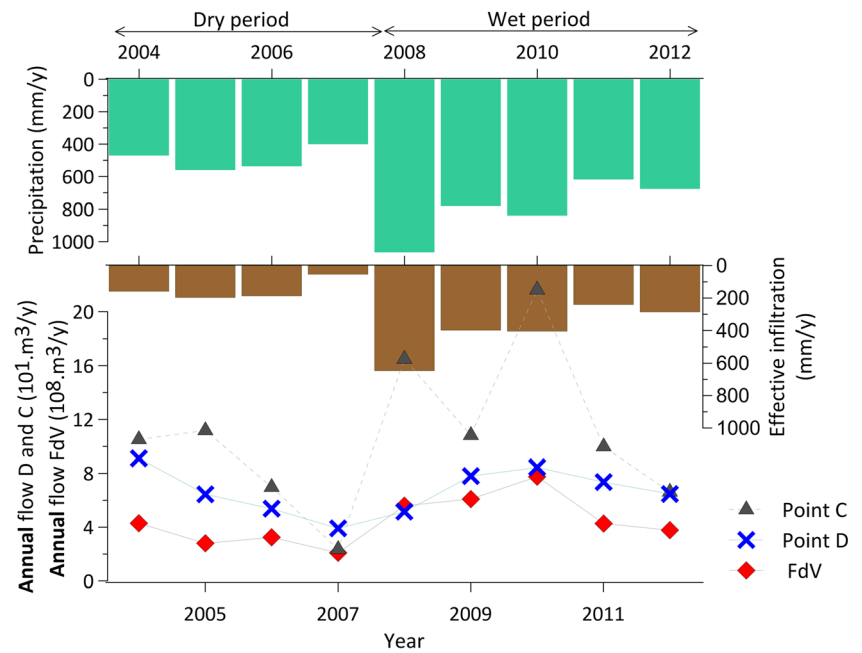 Dry period Wet period
2004 2006 2008 2010 2012
Precipitation (mm/y)
0
200
400
600
800
1000
Annual flow D and C (10¹.m³/y)
Annual flow FdV (10⁸.m³/y)
20
16
12
8
4
0
0
200
400
600
800
1000
Effective infiltration
(mm/y)
Point C
Point D
FdV
2005 2007 2009 2011
Year